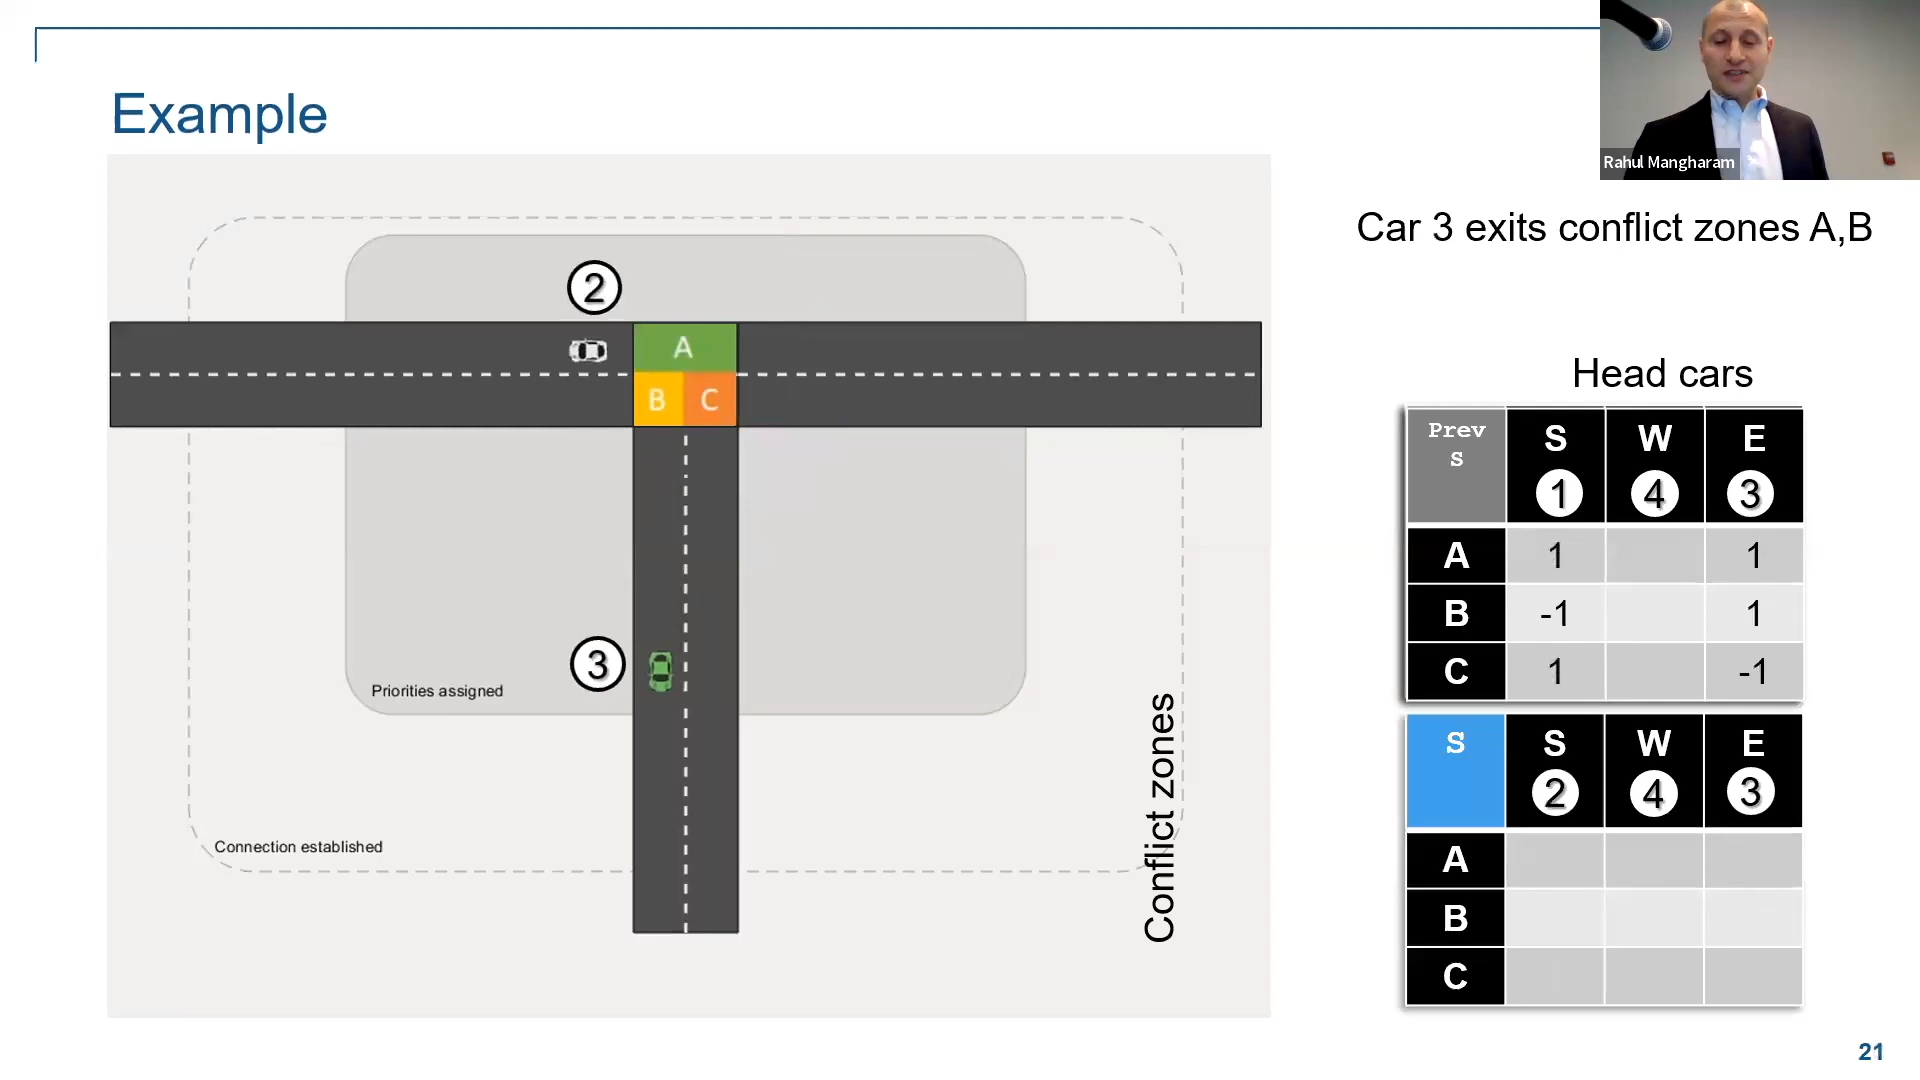 Rahul Mangharam
Example
Car 3 exits conflict zones A,B
2
A
B C
3
Priorities assigned
Connection established
Conflict zones
Head cars
Prev S W E
S 1 4 3
A 1 1
B -1 1
C 1 -1
S S W E
2 4 3
A
B
C
21